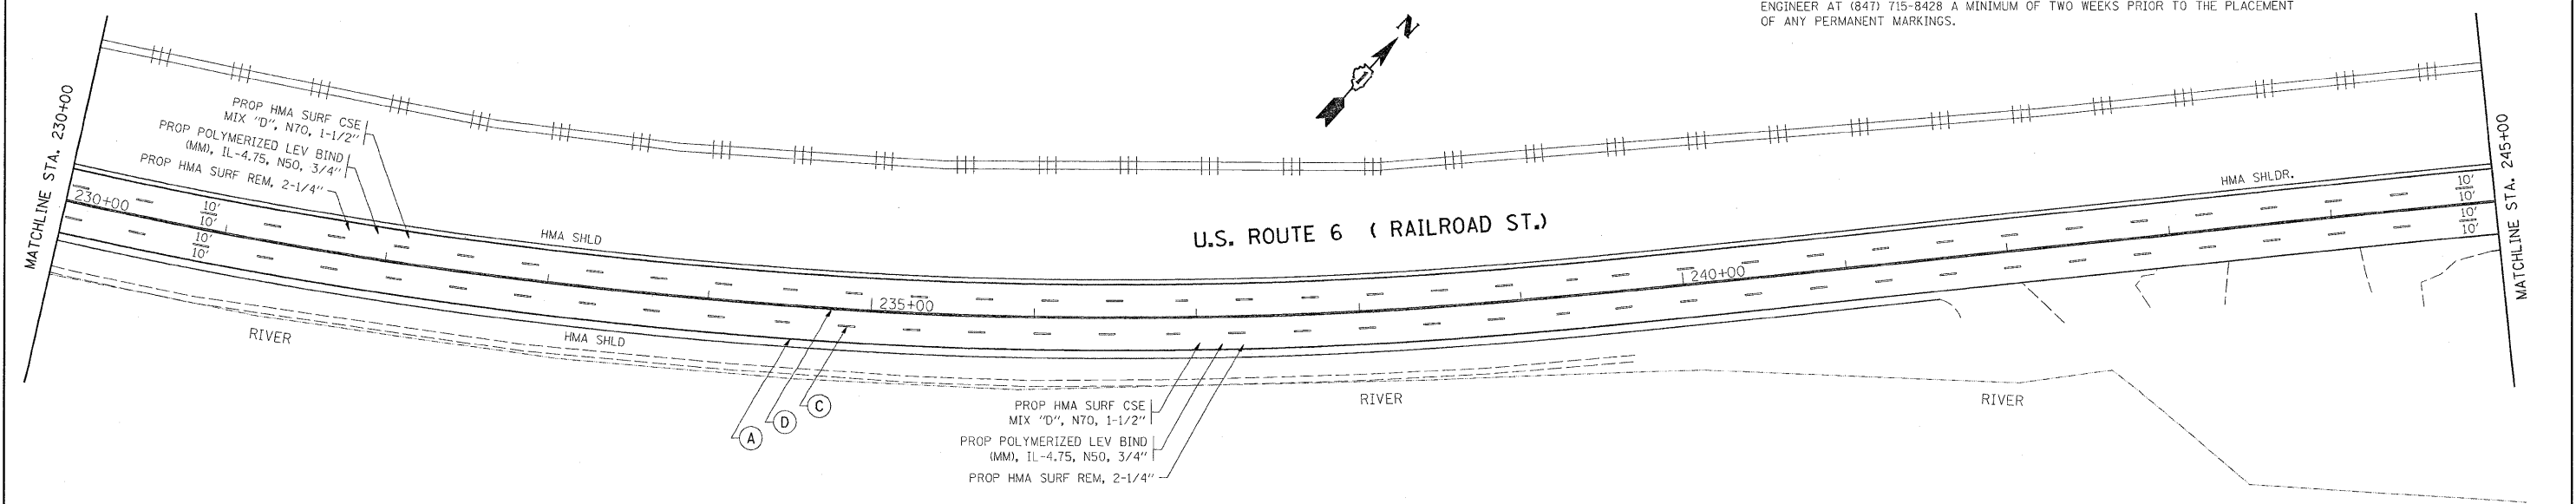 ENGINEER AT (847) 715-8428 A MINIMUM OF TWO WEEKS PRIOR TO THE PLACEMENT
OF ANY PERMANENT MARKINGS.
N
MATCHLINE STA. 230+00
PROP HMA SURF CSE
MIX "D", N70, 1-1/2"
PROP POLYMERIZED LEV BIND
(MM), IL-4.75, N50, 3/4"
PROP HMA SURF REM, 2-1/4"
230+00
10'
10'
10'
10'
HMA SHLD
U.S. ROUTE 6 ( RAILROAD ST.)
HMA SHLDR.
10'
10'
10'
10'
MATCHLINE STA. 245+00
235+00
240+00
RIVER
HMA SHLD
A
D
C
PROP HMA SURF CSE
MIX "D", N70, 1-1/2"
PROP POLYMERIZED LEV BIND
(MM), IL-4.75, N50, 3/4"
PROP HMA SURF REM, 2-1/4"
RIVER
RIVER